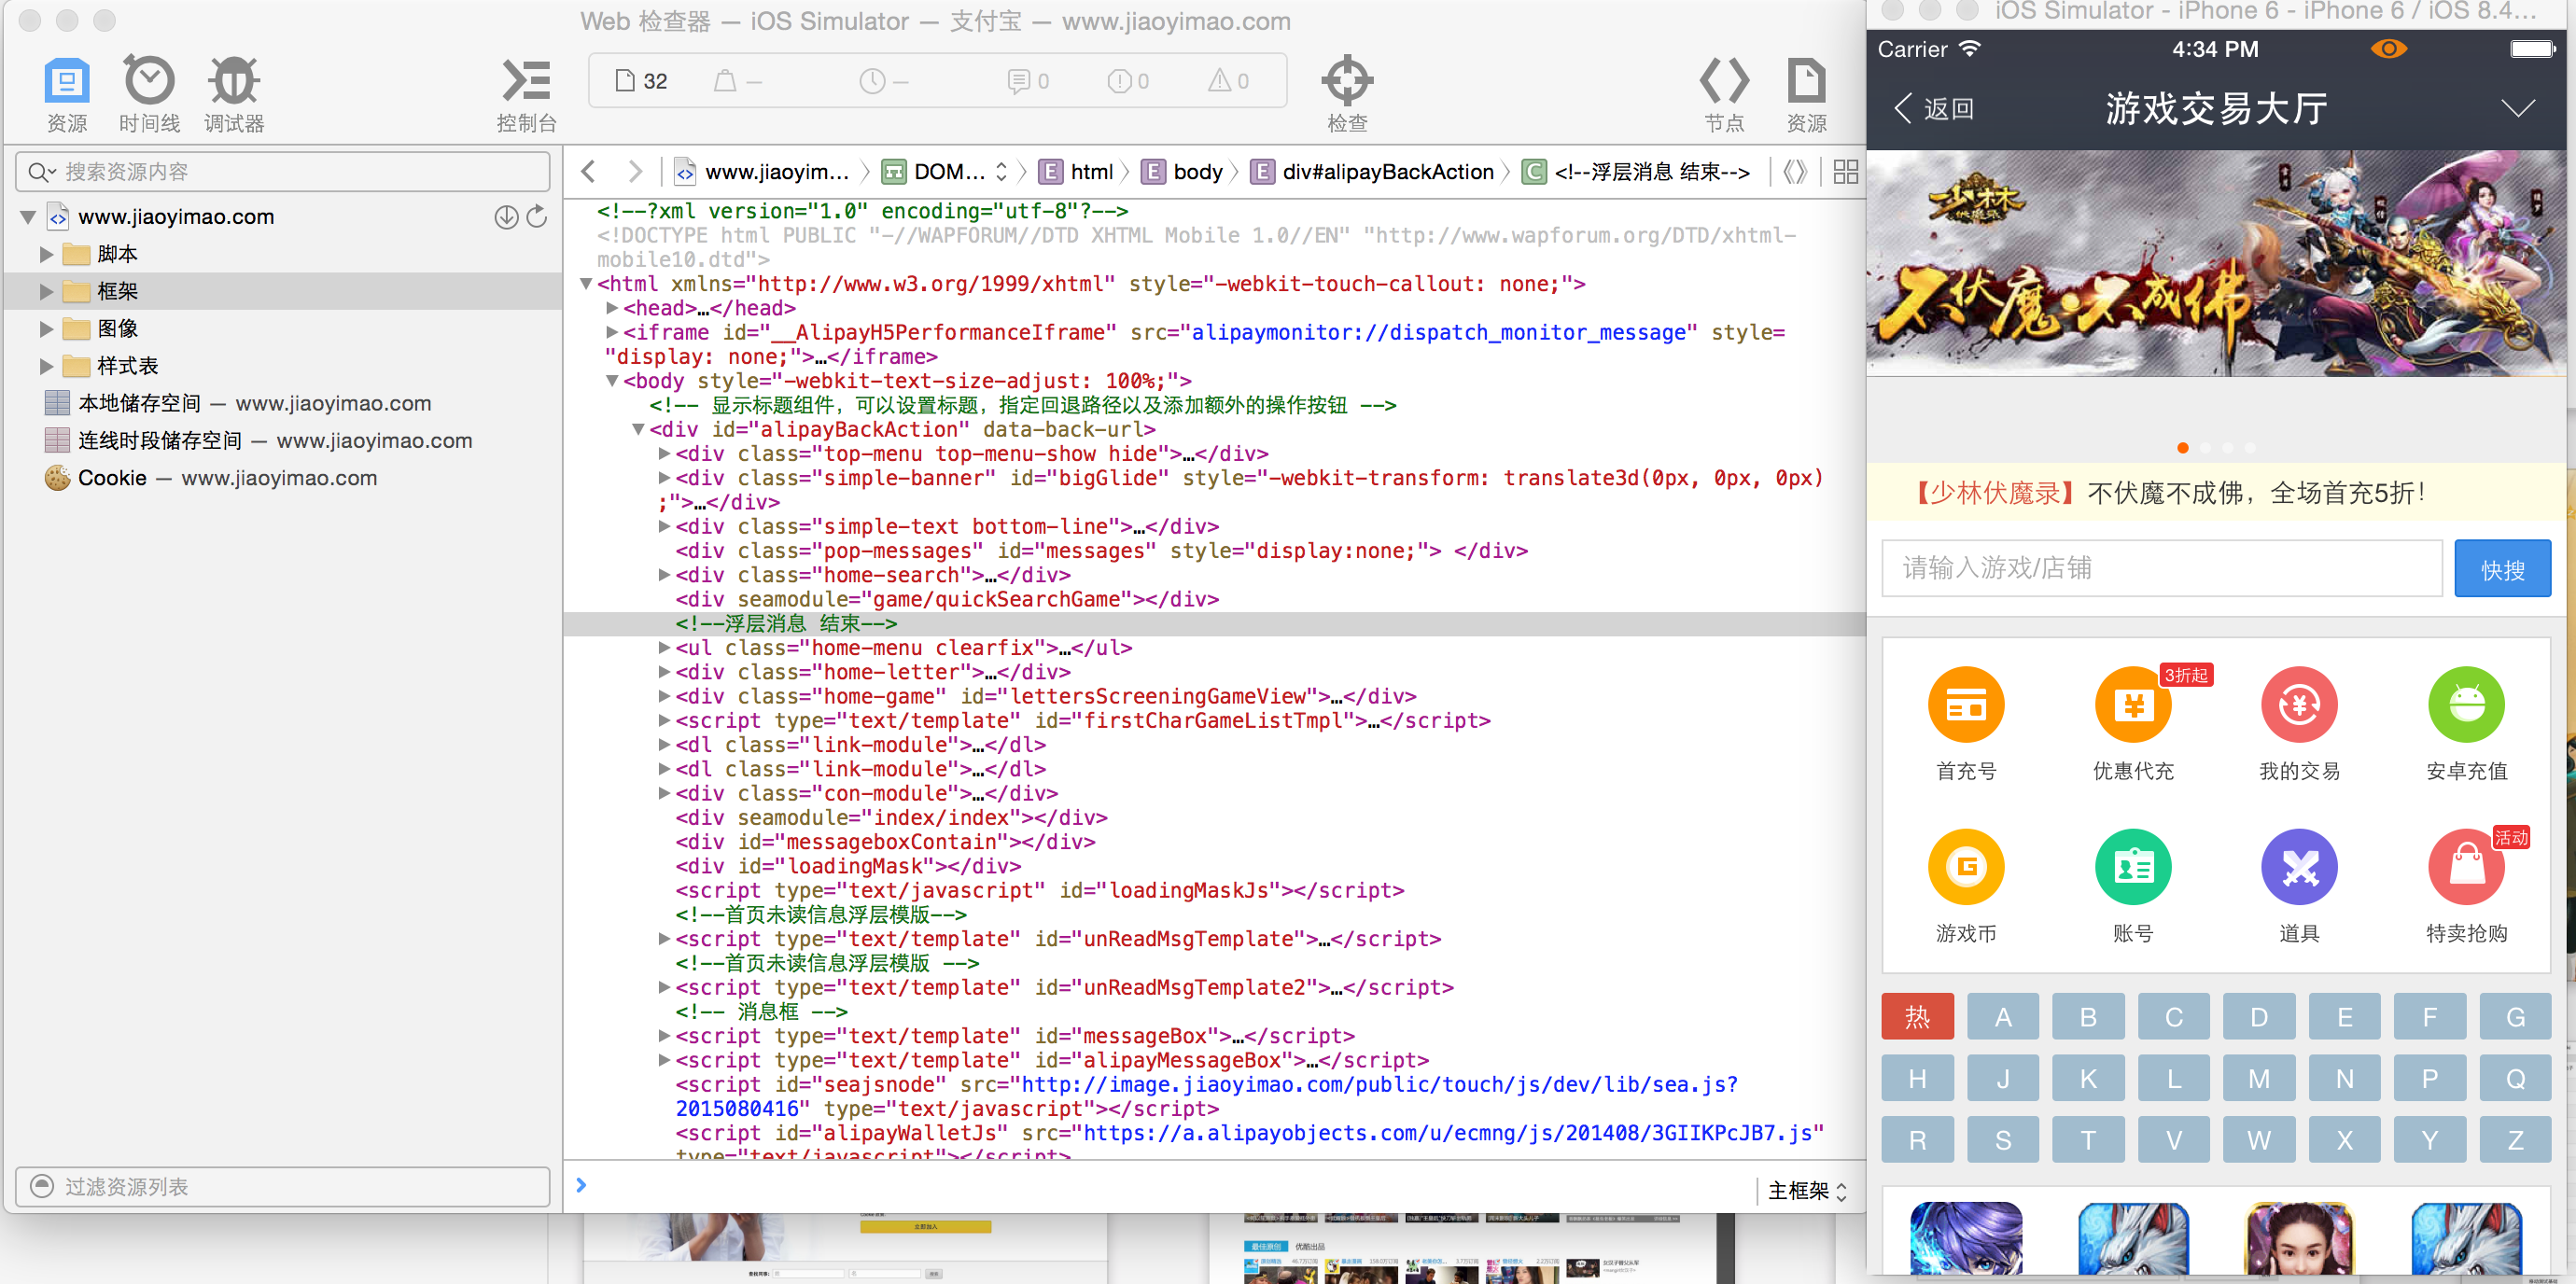 Web 检查器 — iOS Simulator — 支付宝 — www.jiaoyimao.com
资源
时间线
调试器
控制台
32
—
—
0
0
0
检查
节点
资源
搜索资源内容
www.jiaoyimao.com
脚本
框架
图像
样式表
本地储存空间 — www.jiaoyimao.com
连线时段储存空间 — www.jiaoyimao.com
Cookie — www.jiaoyimao.com
过滤资源列表
www.jiaoyim...
DOM...
E html
E body
E div#alipayBackAction
C <!--浮层消息 结束-->
<!--?xml version="1.0" encoding="utf-8"?-->
<!DOCTYPE html PUBLIC "-//WAPFORUM//DTD XHTML Mobile 1.0//EN" "http://www.wapforum.org/DTD/xhtml-
mobile10.dtd">
<html xmlns="http://www.w3.org/1999/xhtml" style="-webkit-touch-callout: none;">
<head>…</head>
<iframe id="__AlipayH5PerformanceIframe" src="alipaymonitor://dispatch_monitor_message" style=
"display: none;">…</iframe>
<body style="-webkit-text-size-adjust: 100%;">
<!-- 显示标题组件，可以设置标题，指定回退路径以及添加额外的操作按钮 -->
<div id="alipayBackAction" data-back-url>
<div class="top-menu top-menu-show hide">…</div>
<div class="simple-banner" id="bigGlide" style="-webkit-transform: translate3d(0px, 0px, 0px)
;">…</div>
<div class="simple-text bottom-line">…</div>
<div class="pop-messages" id="messages" style="display:none;"> </div>
<div class="home-search">…</div>
<div seamodule="game/quickSearchGame"></div>
<!--浮层消息 结束-->
<ul class="home-menu clearfix">…</ul>
<div class="home-letter">…</div>
<div class="home-game" id="lettersScreeningGameView">…</div>
<script type="text/template" id="firstCharGameListTmpl">…</script>
<dl class="link-module">…</dl>
<dl class="link-module">…</dl>
<div class="con-module">…</div>
<div seamodule="index/index"></div>
<div id="messageboxContain"></div>
<div id="loadingMask"></div>
<script type="text/javascript" id="loadingMaskJs"></script>
<!--首页未读信息浮层模版-->
<script type="text/template" id="unReadMsgTemplate">…</script>
<!--首页未读信息浮层模版 -->
<script type="text/template" id="unReadMsgTemplate2">…</script>
<!-- 消息框 -->
<script type="text/template" id="messageBox">…</script>
<script type="text/template" id="alipayMessageBox">…</script>
<script id="seajsnode" src="http://image.jiaoyimao.com/public/touch/js/dev/lib/sea.js?
2015080416" type="text/javascript"></script>
<script id="alipayWalletJs" src="https://a.alipayobjects.com/u/ecmng/js/201408/3GIIKPcJB7.js"
type="text/javascript"></script>
主框架
iOS Simulator - iPhone 6 - iPhone 6 / iOS 8.4...
Carrier
4:34 PM
返回
游戏交易大厅
少林
伏魔录
不伏魔·不成佛
【少林伏魔录】不伏魔不成佛，全场首充5折！
请输入游戏/店铺
快搜
首充号
3折起
优惠代充
我的交易
安卓充值
游戏币
账号
道具
活动
特卖抢购
热 A B C D E F G
H J K L M N P Q
R S T V W X Y Z
立即加入
最佳原创
优酷出品